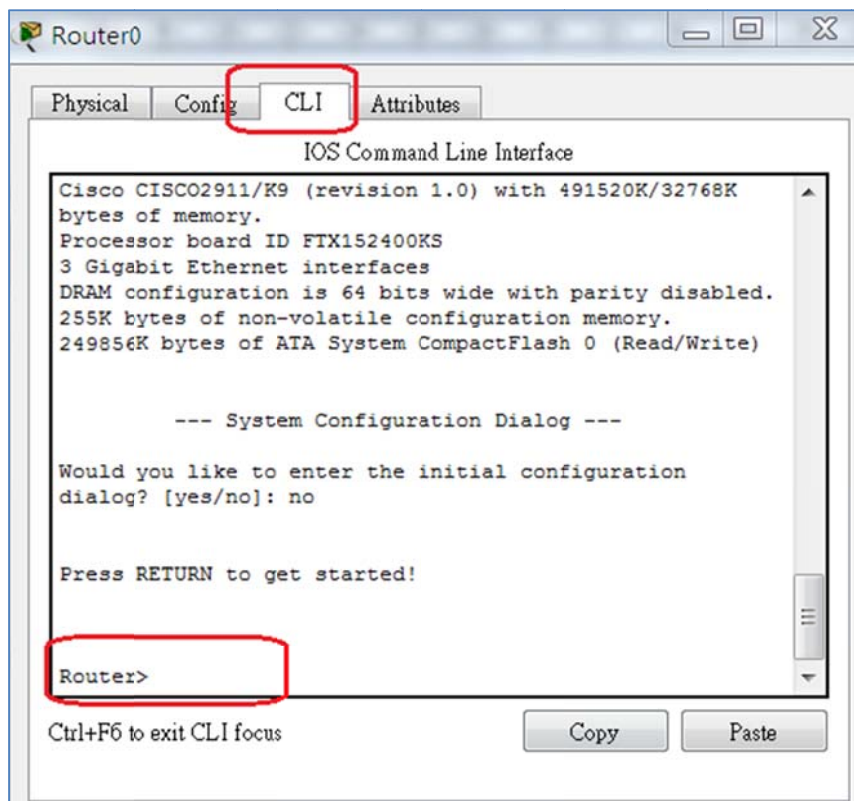 Router0
Physical Config CLI Attributes
IOS Command Line Interface
Cisco CISCO2911/K9 (revision 1.0) with 491520K/32768K
bytes of memory.
Processor board ID FTX152400KS
3 Gigabit Ethernet interfaces
DRAM configuration is 64 bits wide with parity disabled.
255K bytes of non-volatile configuration memory.
249856K bytes of ATA System CompactFlash 0 (Read/Write)
--- System Configuration Dialog ---
Would you like to enter the initial configuration
dialog? [yes/no]: no
Press RETURN to get started!
Router>
Ctrl+F6 to exit CLI focus
Copy Paste